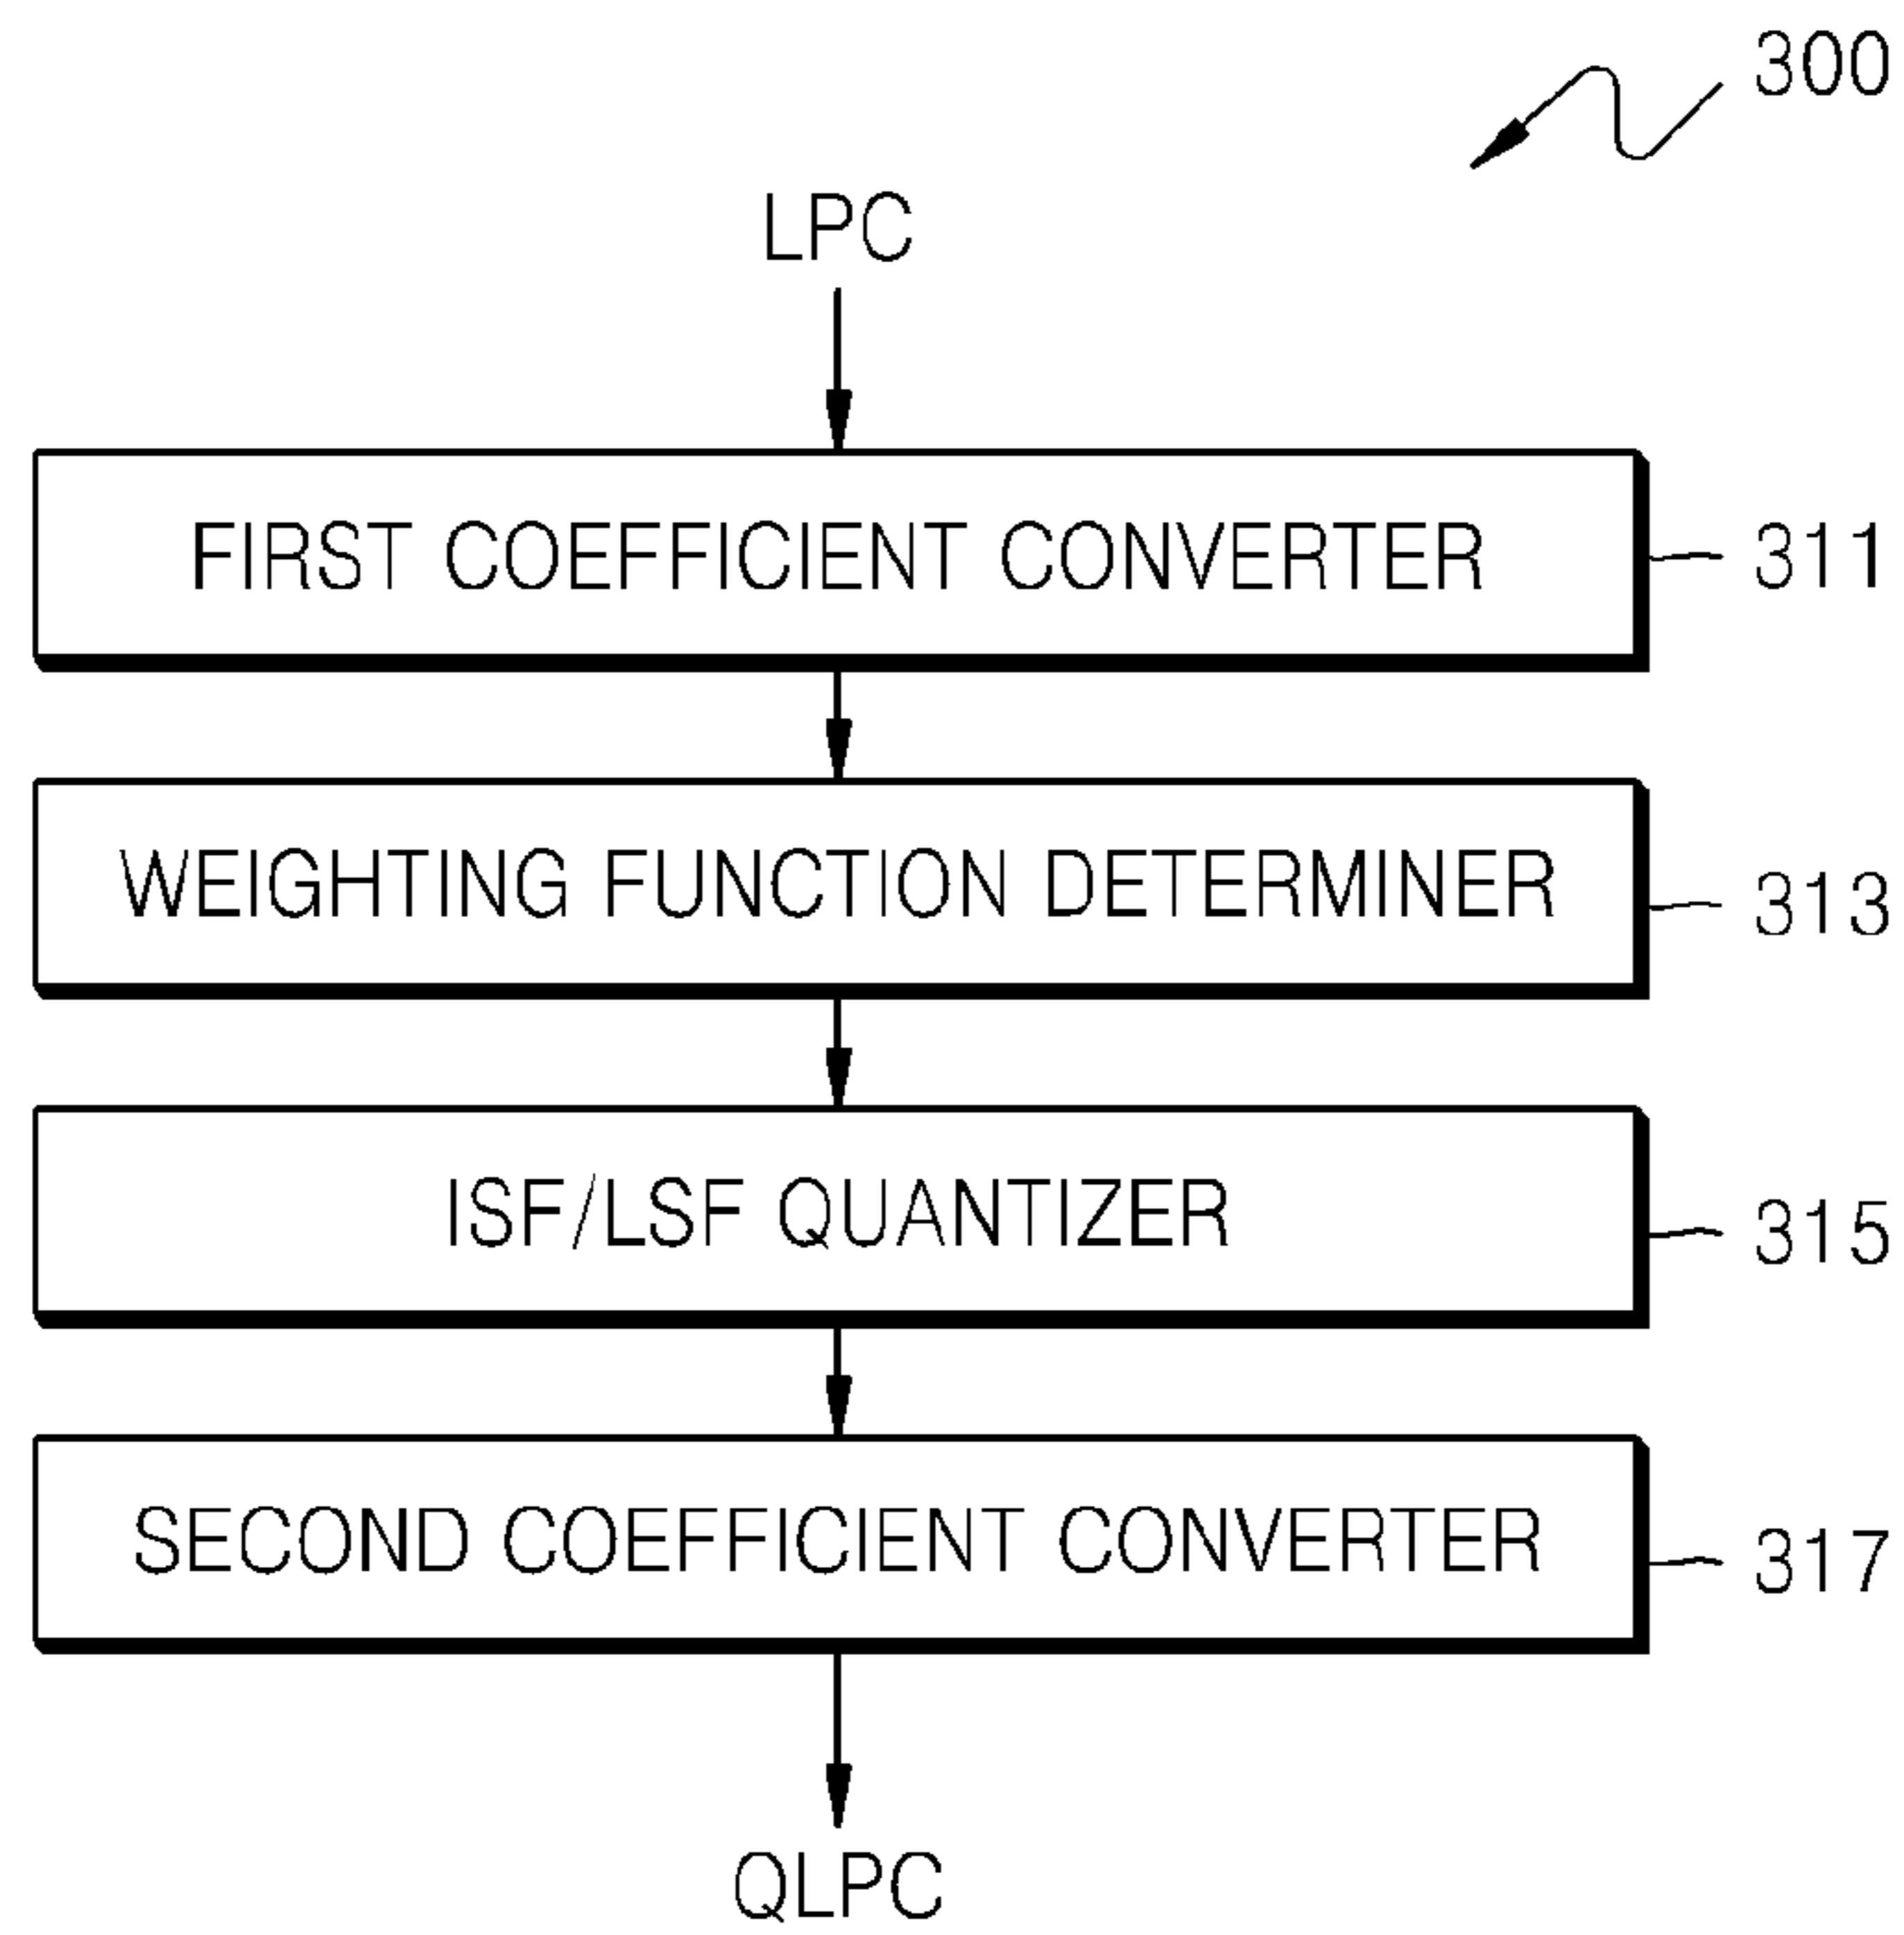 300
LPC
FIRST COEFFICIENT CONVERTER 311
WEIGHTING FUNCTION DETERMINER 313
ISF/LSF QUANTIZER 315
SECOND COEFFICIENT CONVERTER 317
QLPC